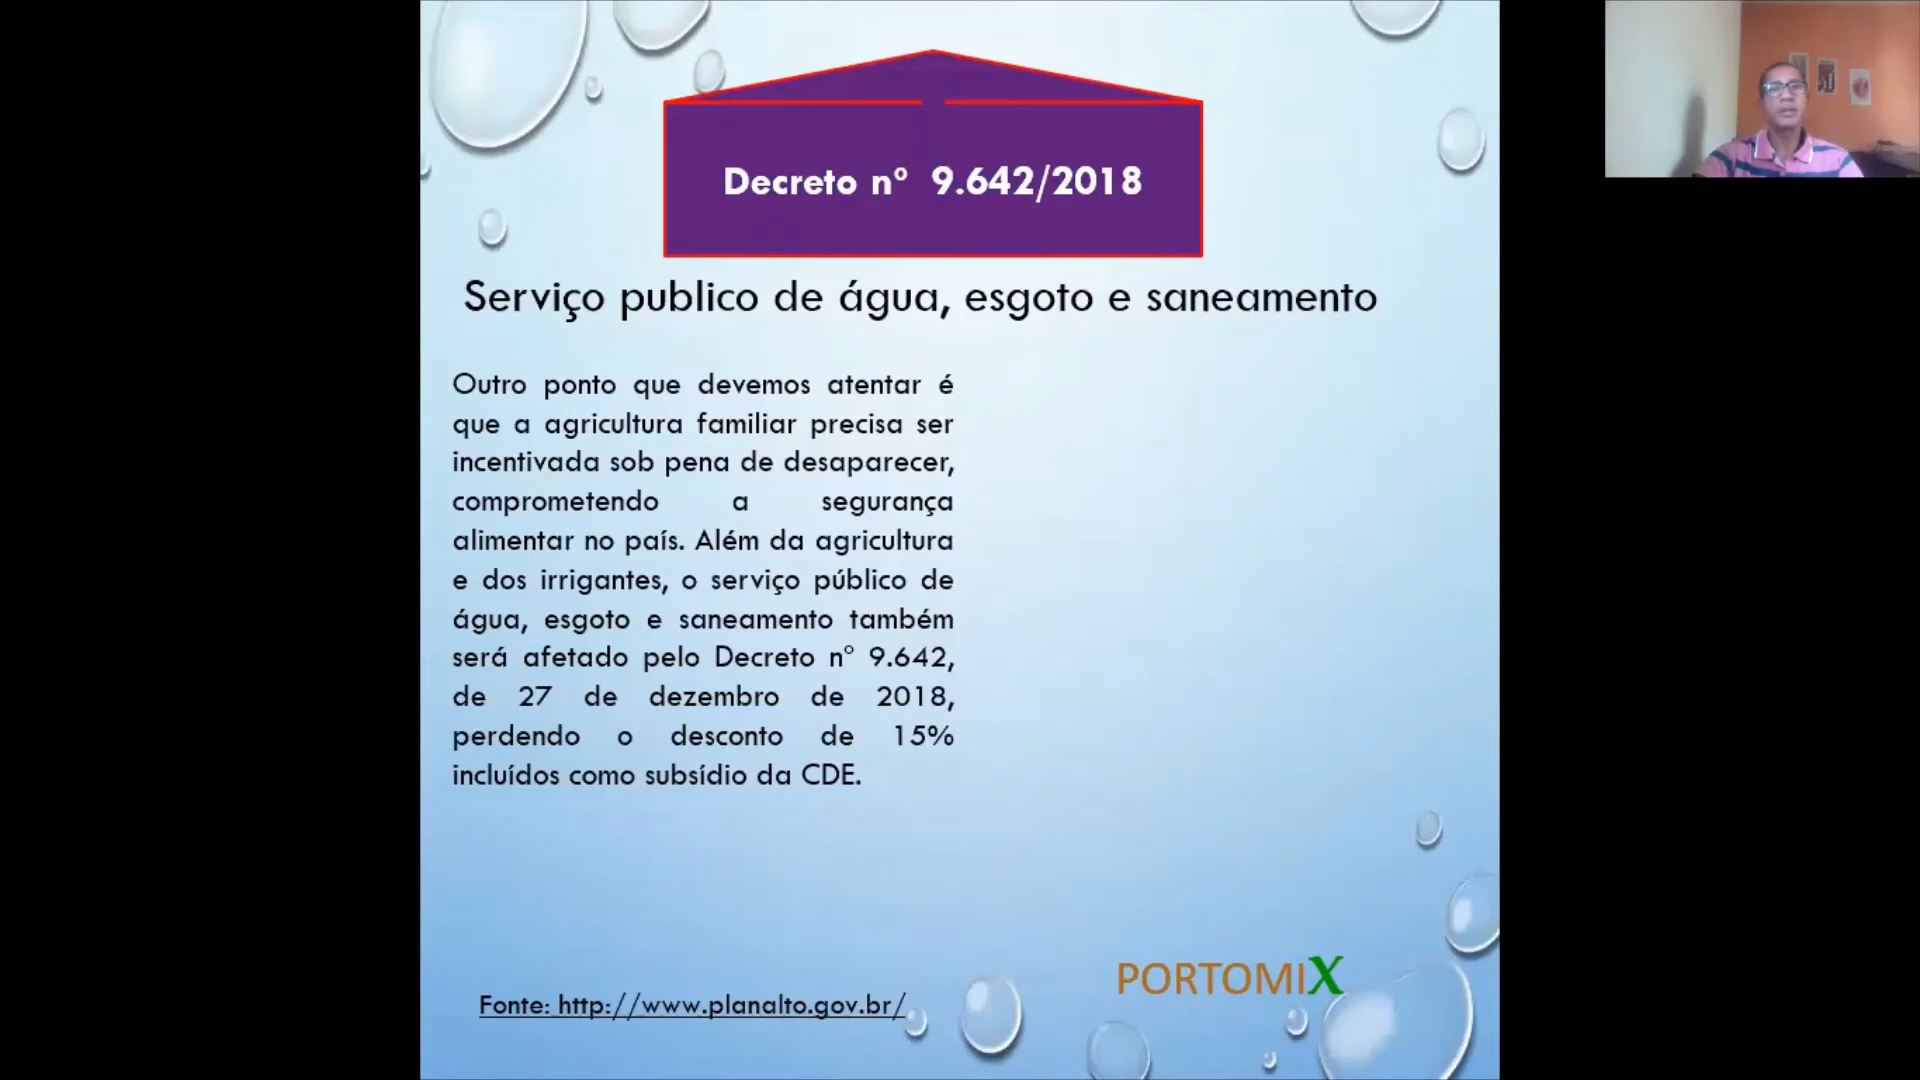 Decreto nº 9.642/2018
Serviço publico de água, esgoto e saneamento
Outro ponto que devemos atentar é
que a agricultura familiar precisa ser
incentivada sob pena de desaparecer,
comprometendo a segurança
alimentar no país. Além da agricultura
e dos irrigantes, o serviço público de
água, esgoto e saneamento também
será afetado pelo Decreto nº 9.642,
de 27 de dezembro de 2018,
perdendo o desconto de 15%
incluídos como subsídio da CDE.
PORTOMIX
Fonte: http://www.planalto.gov.br/